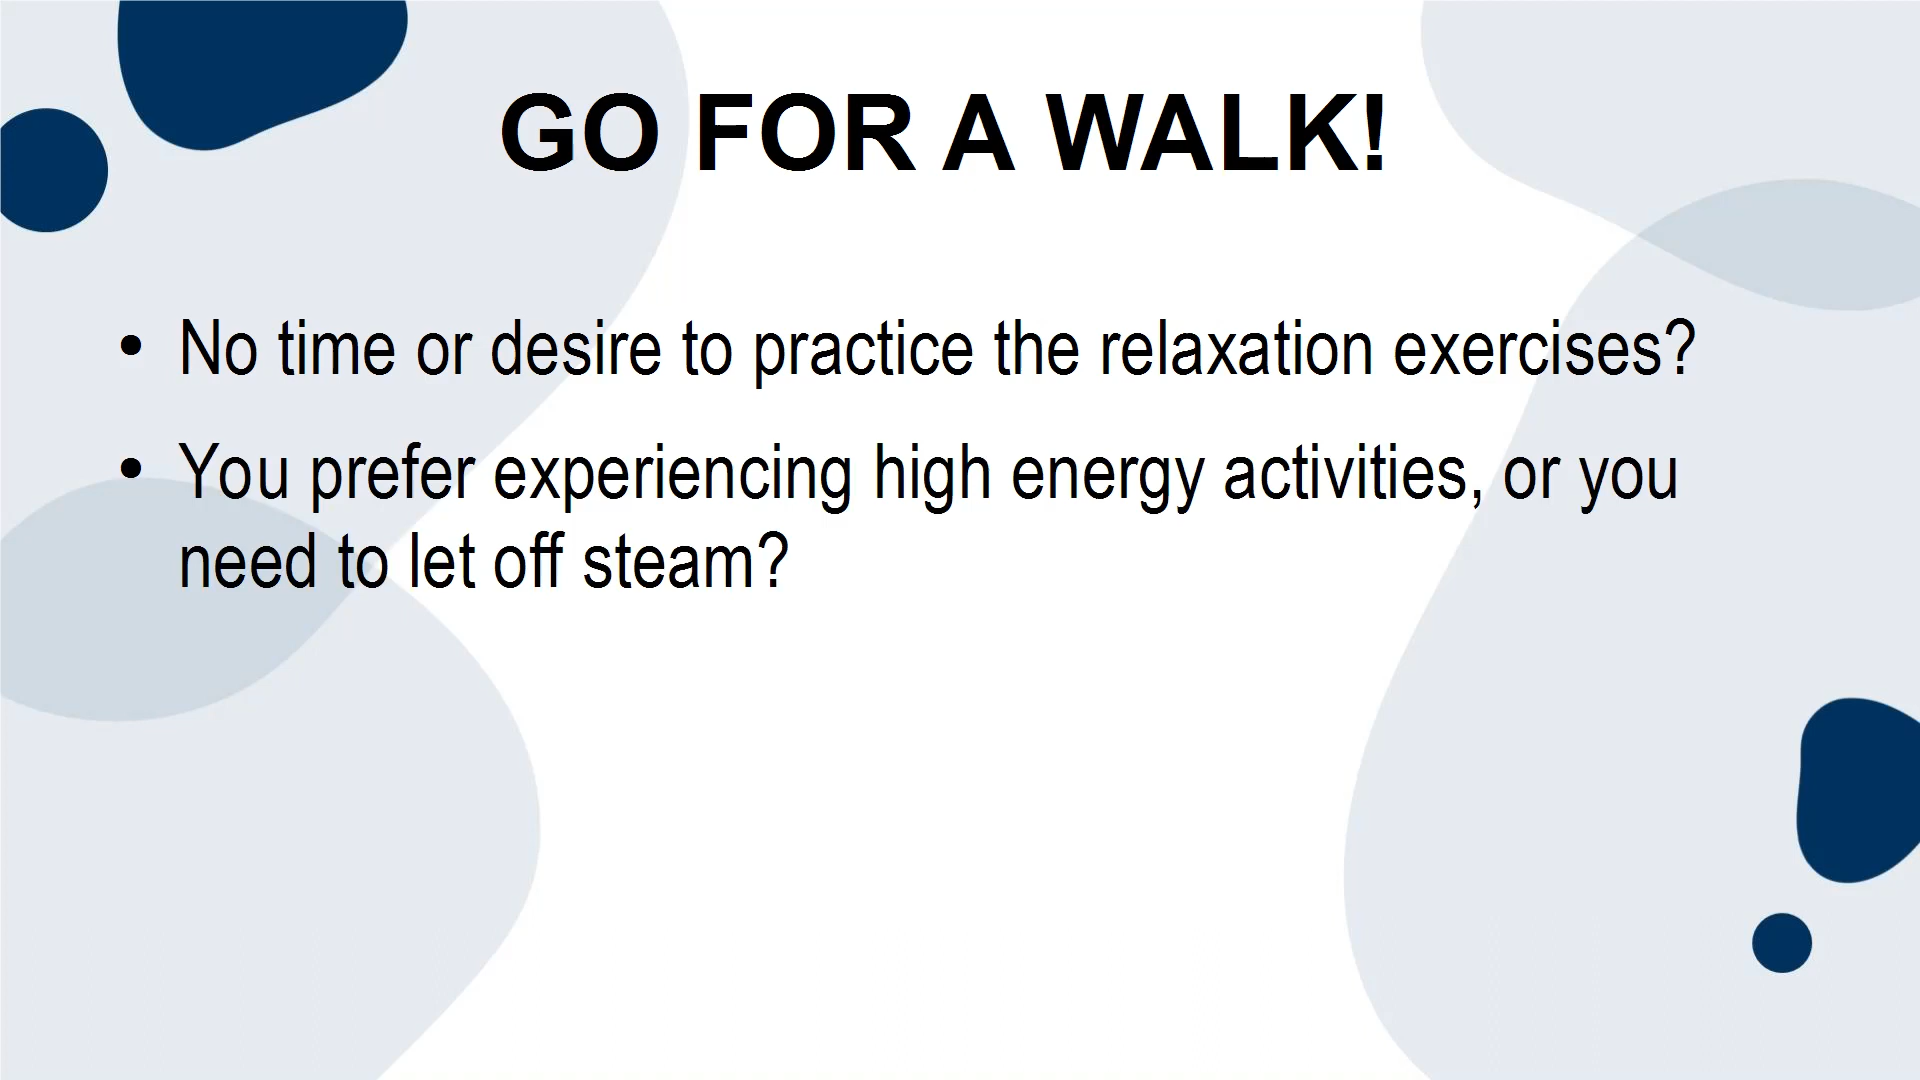 GO FOR A WALK!
• No time or desire to practice the relaxation exercises?
• You prefer experiencing high energy activities, or you
need to let off steam?